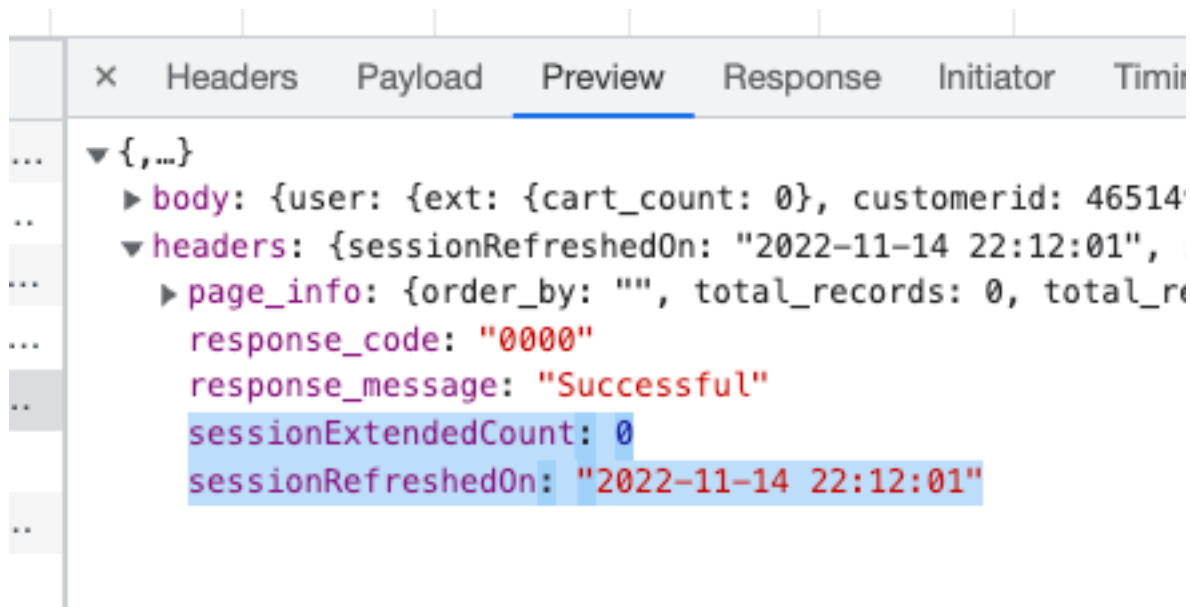 × Headers Payload Preview Response Initiator
{,…}
body: {user: {ext: {cart_count: 0}, customerid: 46514
headers: {sessionRefreshedOn: "2022-11-14 22:12:01",
page_info: {order_by: "", total_records: 0,
response_code: "0000"
response_message: "Successful"
sessionExtendedCount: 0
sessionRefreshedOn: "2022-11-14 22:12:01"